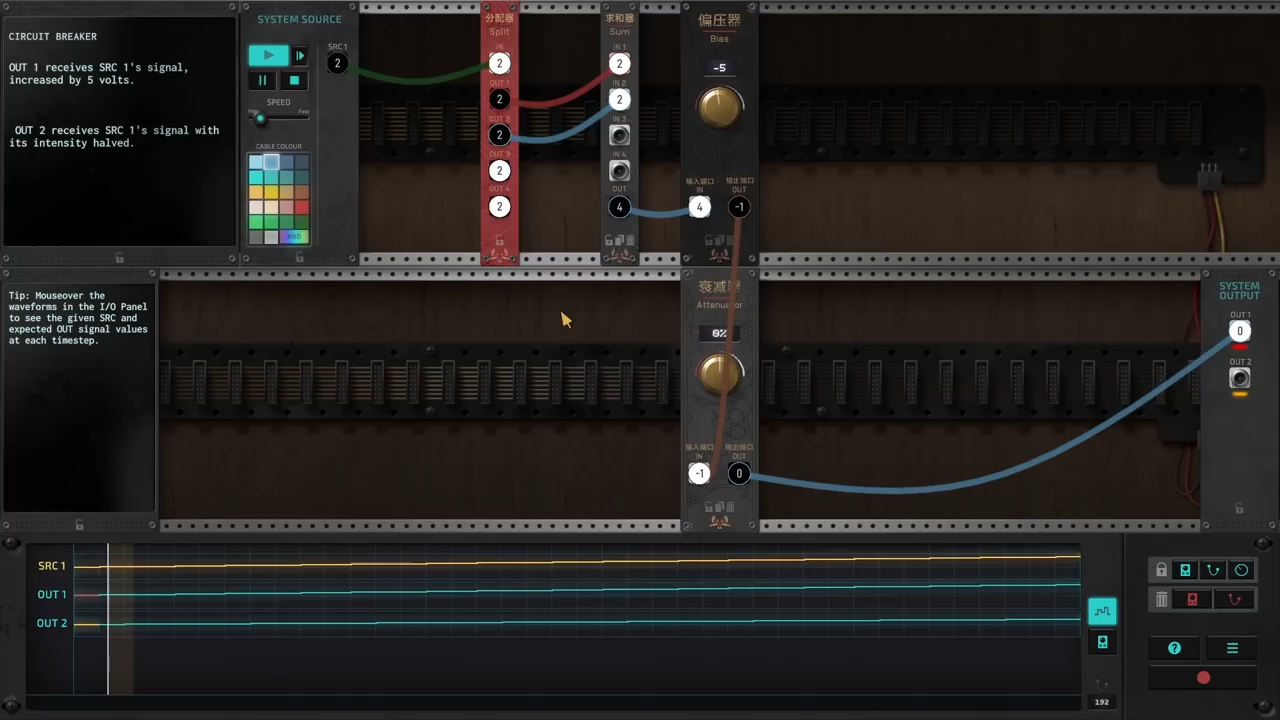 CIRCUIT BREAKER
OUT 1 receives SRC 1's signal,
increased by 5 volts.
OUT 2 receives SRC 1's signal with
its intensity halved.
SYSTEM SOURCE
SRC 1
2
SPEED
CABLE COLOUR
RND
分配器
Split
IN
2
OUT 1
2
OUT 2
2
OUT 3
2
OUT 4
2
求和器
Sum
IN 1
2
IN 2
2
IN 3
IN 4
OUT
4
偏压器
Bias
-5
输入端口 输出端口
IN OUT
4 -1
Tip: Mouseover the
waveforms in the I/O Panel
to see the given SRC and
expected OUT signal values
at each timestep.
衰减器
Attenuator
0%
输入端口 输出端口
IN OUT
-1 0
SYSTEM
OUTPUT
OUT 1
0
OUT 2
SRC 1
OUT 1
OUT 2
192
?